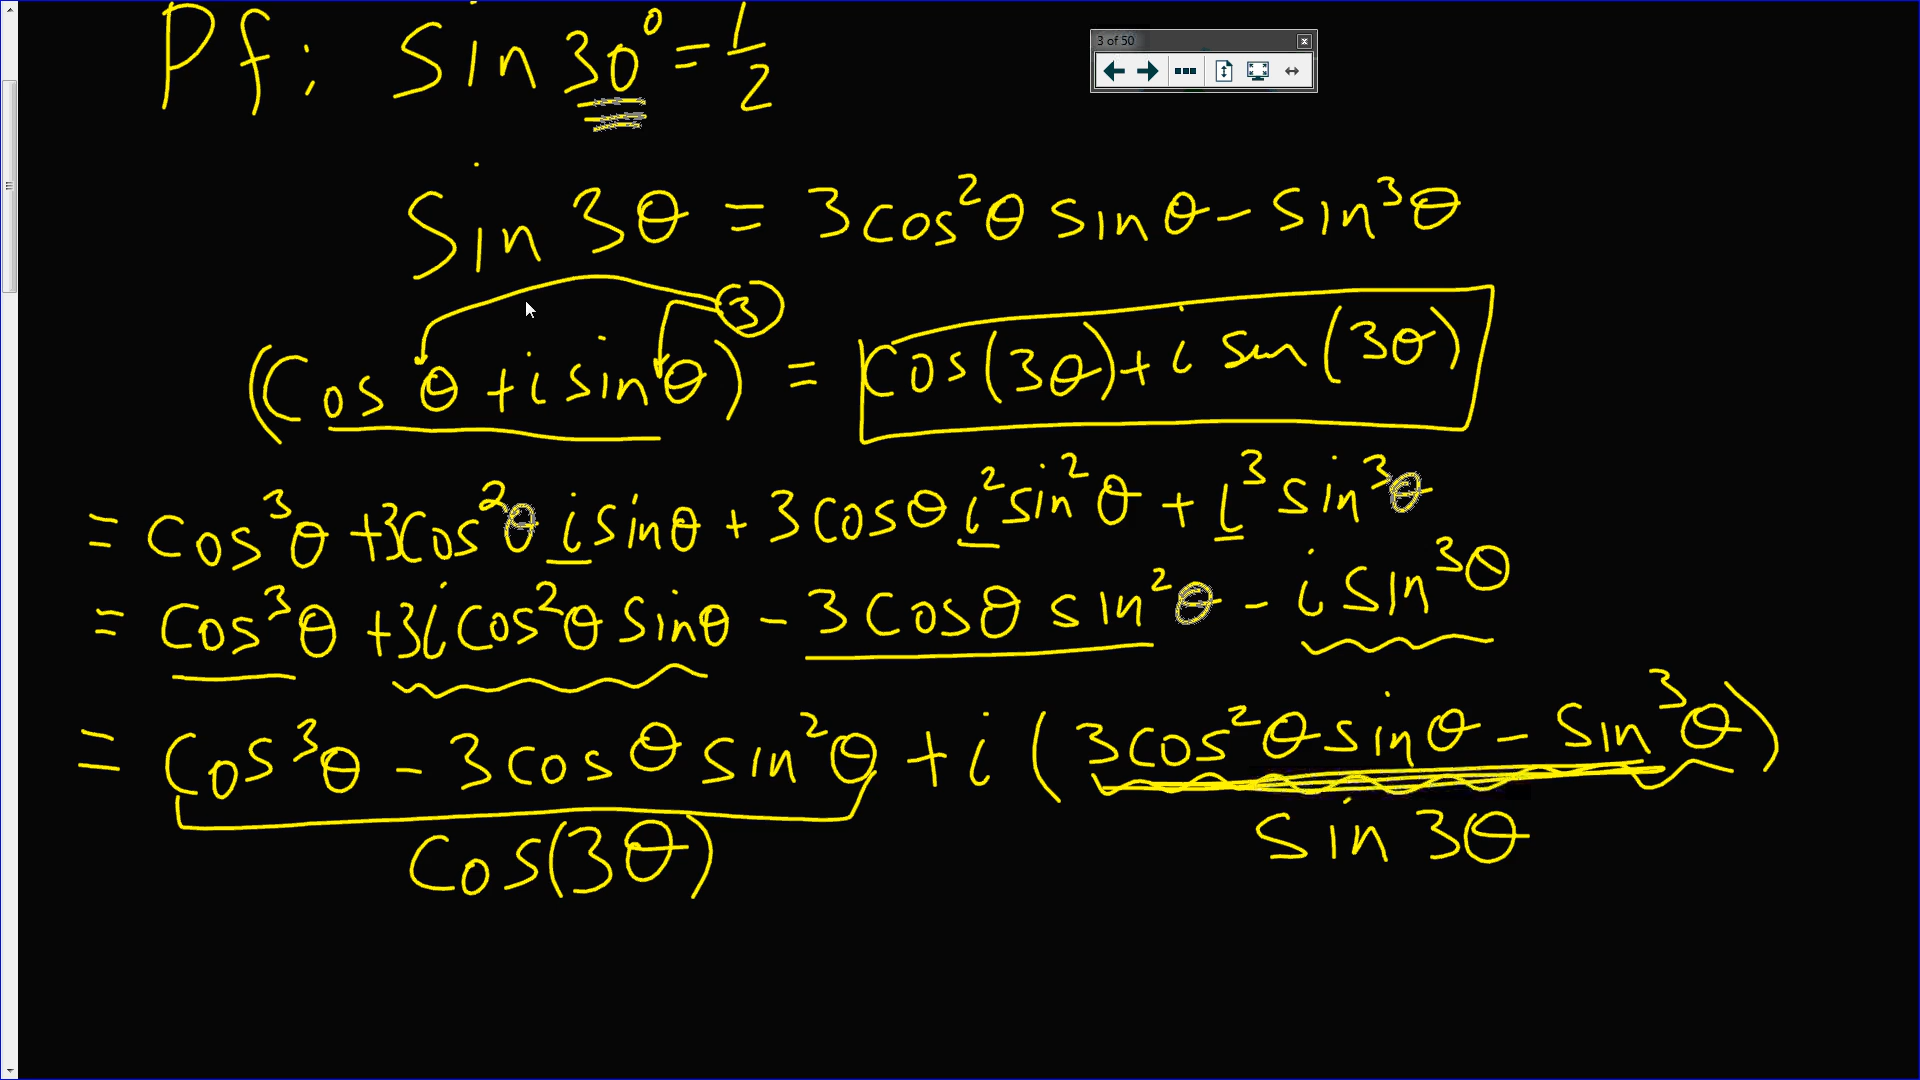 Pf: Sin 30° = 1/2
3 of 50
Sin 3θ = 3cos²θ sinθ - sin³θ
(Cos θ + i sin θ)³ = Cos(3θ) + i sin(3θ)
= Cos³θ + 3Cos²θ i sinθ + 3Cosθ i² sin²θ + i³ sin³θ
= Cos³θ + 3i Cos²θ Sinθ - 3Cosθ sin²θ - i sin³θ
= Cos³θ - 3cos θ sin²θ + i (3cos²θ sinθ - sin³θ)
Cos(3θ)
Sin 3θ